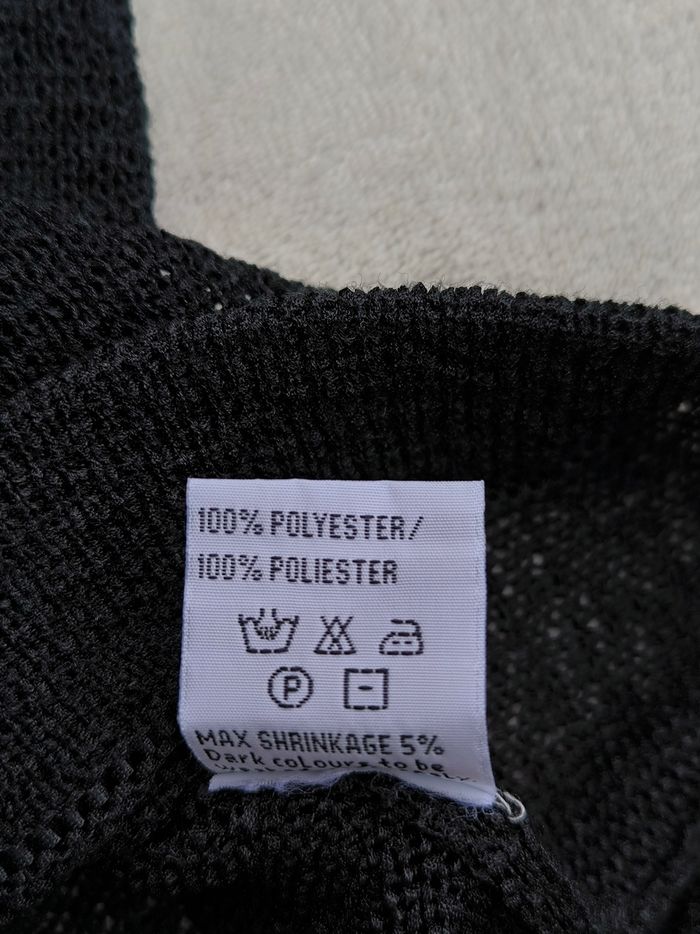 100% POLYESTER/
100% POLIESTER
P
MAX SHRINKAGE 5%
Dark colours to be